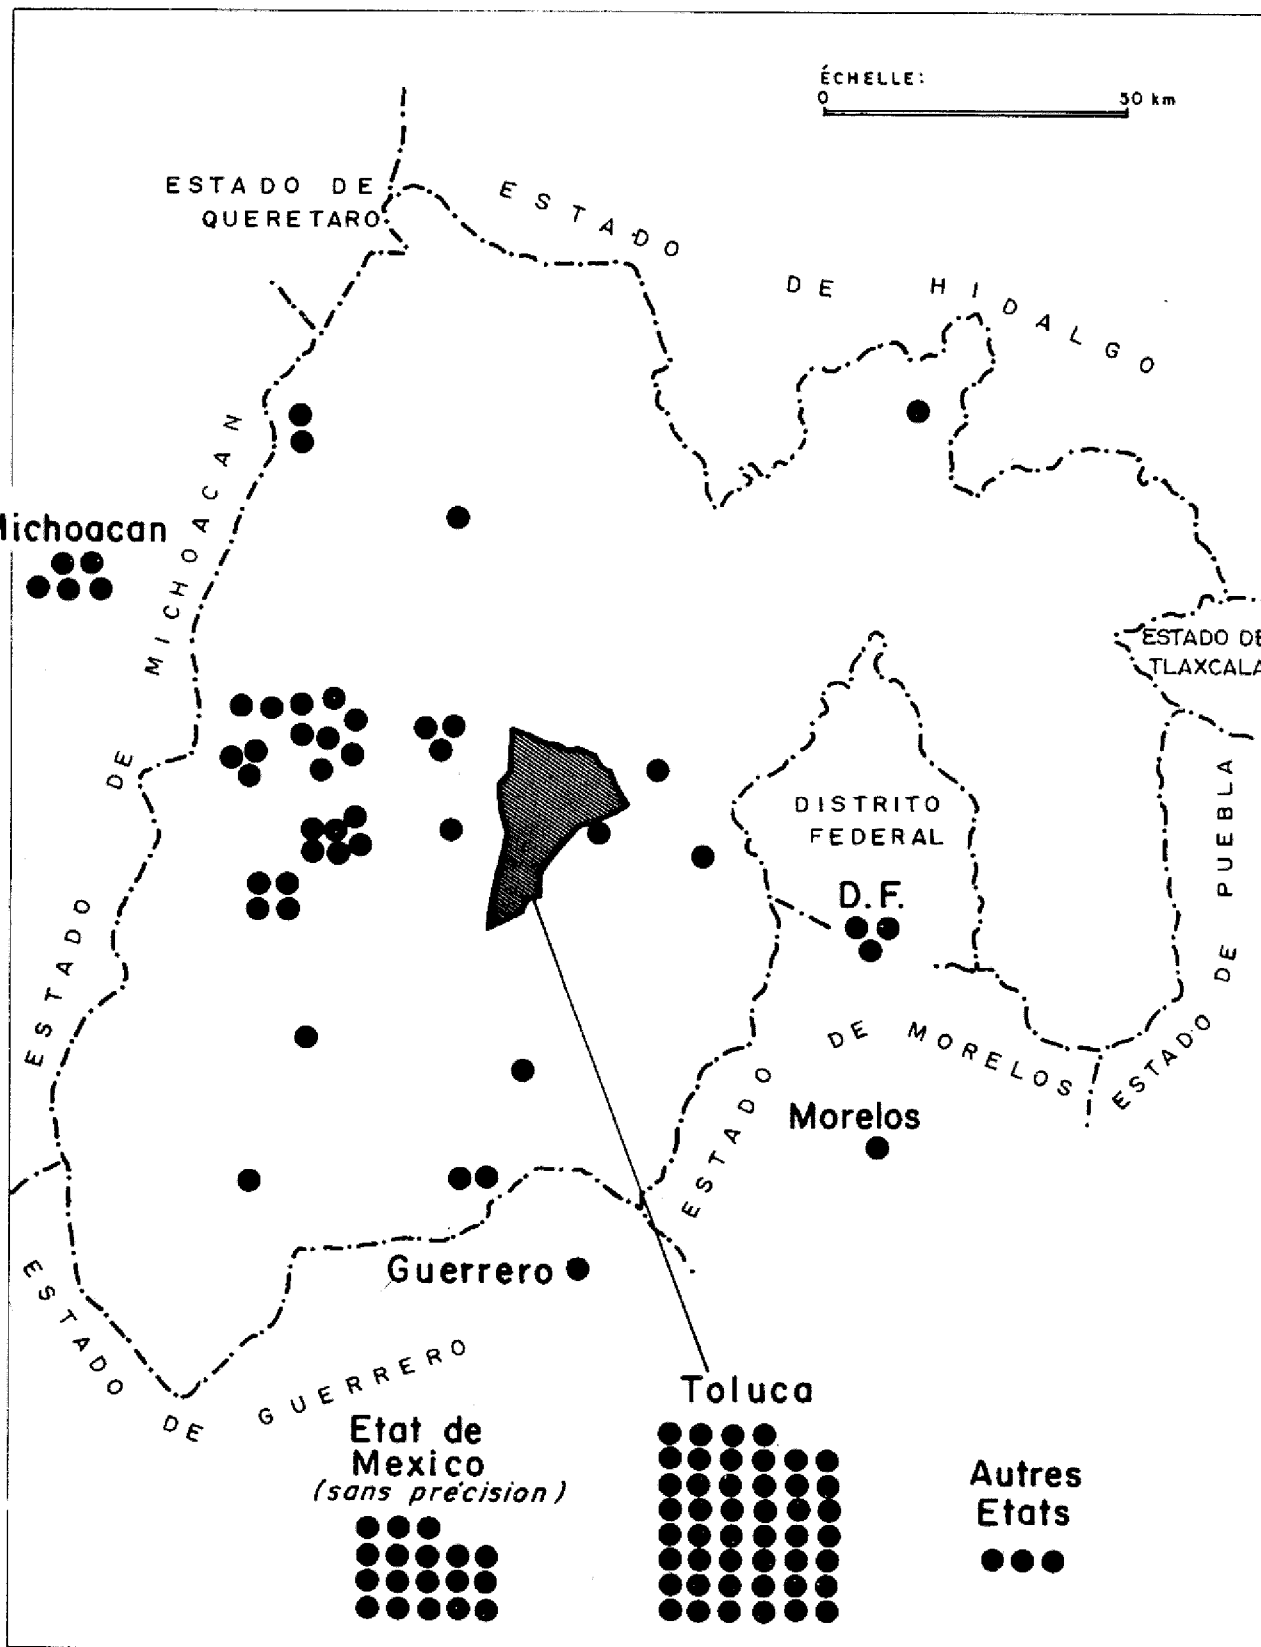 ÉCHELLE:
0 50 km
ESTADO DE
QUERETARO
ESTADO DE HIDALGO
ESTADO DE MICHOACAN
ichoacan
ESTADO DE
TLAXCALA
DISTRITO
FEDERAL
D.F.
ESTADO DE PUEBLA
ESTADO DE MORELOS
Morelos
Guerrero
ESTADO DE GUERRERO
Toluca
Etat de
Mexico
(sans précision)
Autres
Etats